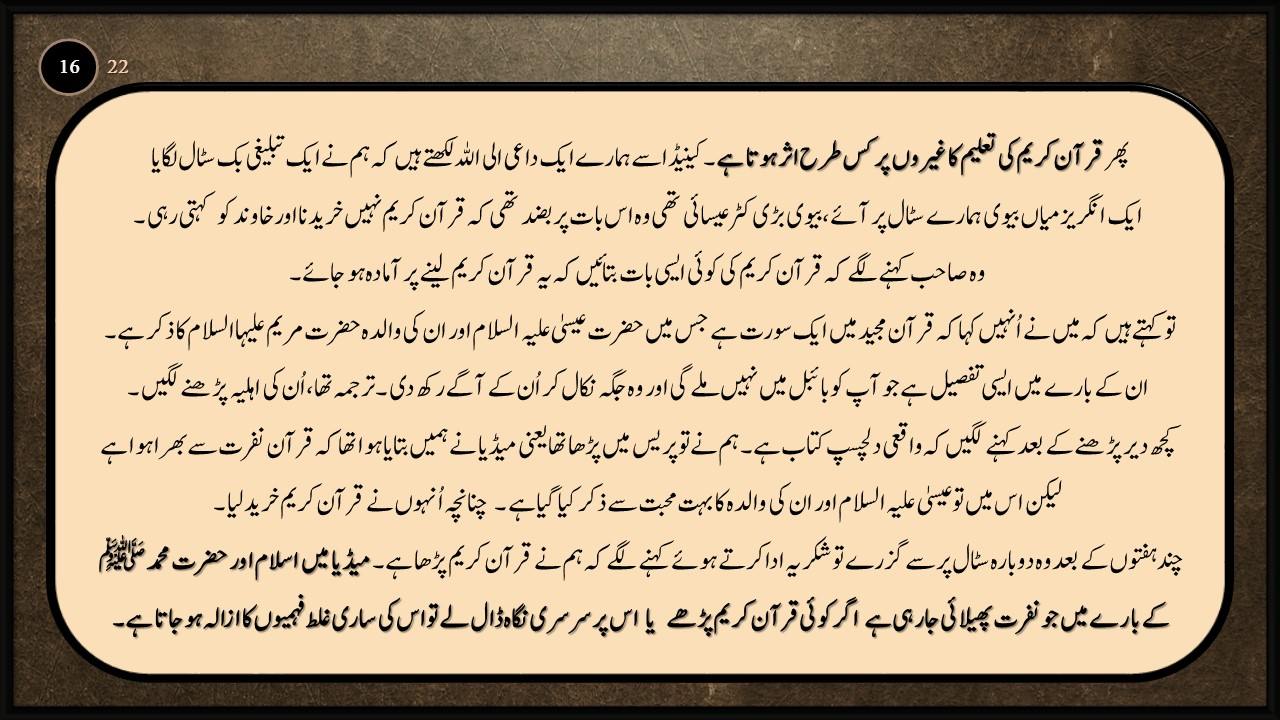 16 22
پھر قرآن کریم کی تعلیم کا غیروں پر کس طرح اثر ہوتا ہے۔ کینیڈا سے ہمارے ایک داعی الی اللہ لکھتے ہیں کہ ہم نے ایک تبلیغی بک سٹال لگایا
ایک انگریز میاں بیوی ہمارے سٹال پر آئے، بیوی بڑی کٹر عیسائی تھی وہ اس بات پر بضد تھی کہ قرآن کریم نہیں خریدنا اور خاوند کو کہتی رہی۔
وہ صاحب کہنے لگے کہ قرآن کریم کی کوئی ایسی بات بتائیں کہ یہ قرآن کریم لینے پر آمادہ ہو جائے۔
تو کہتے ہیں کہ میں نے اُنہیں کہا کہ قرآن مجید میں ایک سورت ہے جس میں حضرت عیسیٰ علیہ السلام اور ان کی والدہ حضرت مریم علیہا السلام کا ذکر ہے۔
ان کے بارے میں ایسی تفصیل ہے جو آپ کو بائبل میں نہیں ملے گی اور وہ جگہ نکال کر اُن کے آگے رکھ دی۔ ترجمہ تھا، اُن کی اہلیہ پڑھنے لگیں۔
کچھ دیر پڑھنے کے بعد کہنے لگیں کہ واقعی دلچسپ کتاب ہے۔ ہم نے تو پریس میں پڑھا تھا یعنی میڈیا نے ہمیں بتایا ہوا تھا کہ قرآن نفرت سے بھرا ہوا ہے
لیکن اس میں تو عیسیٰ علیہ السلام اور ان کی والدہ کا بہت محبت سے ذکر کیا گیا ہے۔ چنانچہ اُنہوں نے قرآن کریم خرید لیا۔
چند ہفتوں کے بعد وہ دوبارہ سٹال پر سے گزرے تو شکریہ ادا کرتے ہوئے کہنے لگے کہ ہم نے قرآن کریم پڑھا ہے۔ میڈیا میں اسلام اور حضرت محمد ﷺ
کے بارے میں جو نفرت پھیلائی جا رہی ہے اگر کوئی قرآن کریم پڑھے یا اس پر سرسری نگاہ ڈال لے تو اس کی ساری غلط فہمیوں کا ازالہ ہو جاتا ہے۔